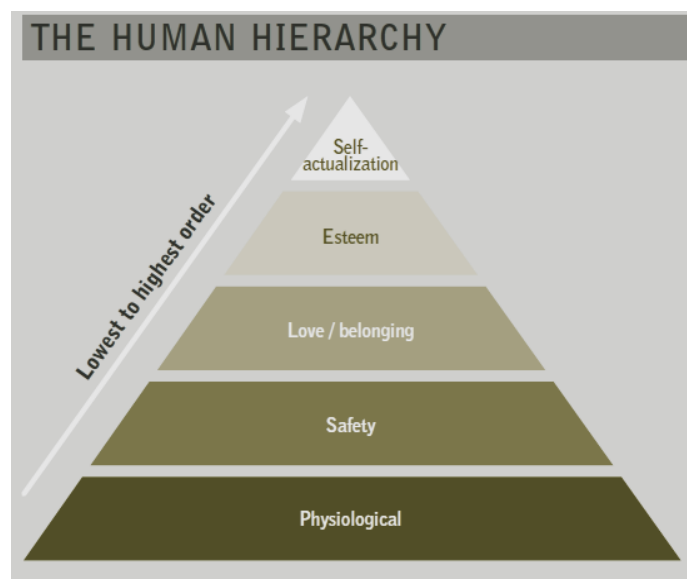 THE HUMAN HIERARCHY
Lowest to highest order
Self-
actualization
Esteem
Love / belonging
Safety
Physiological